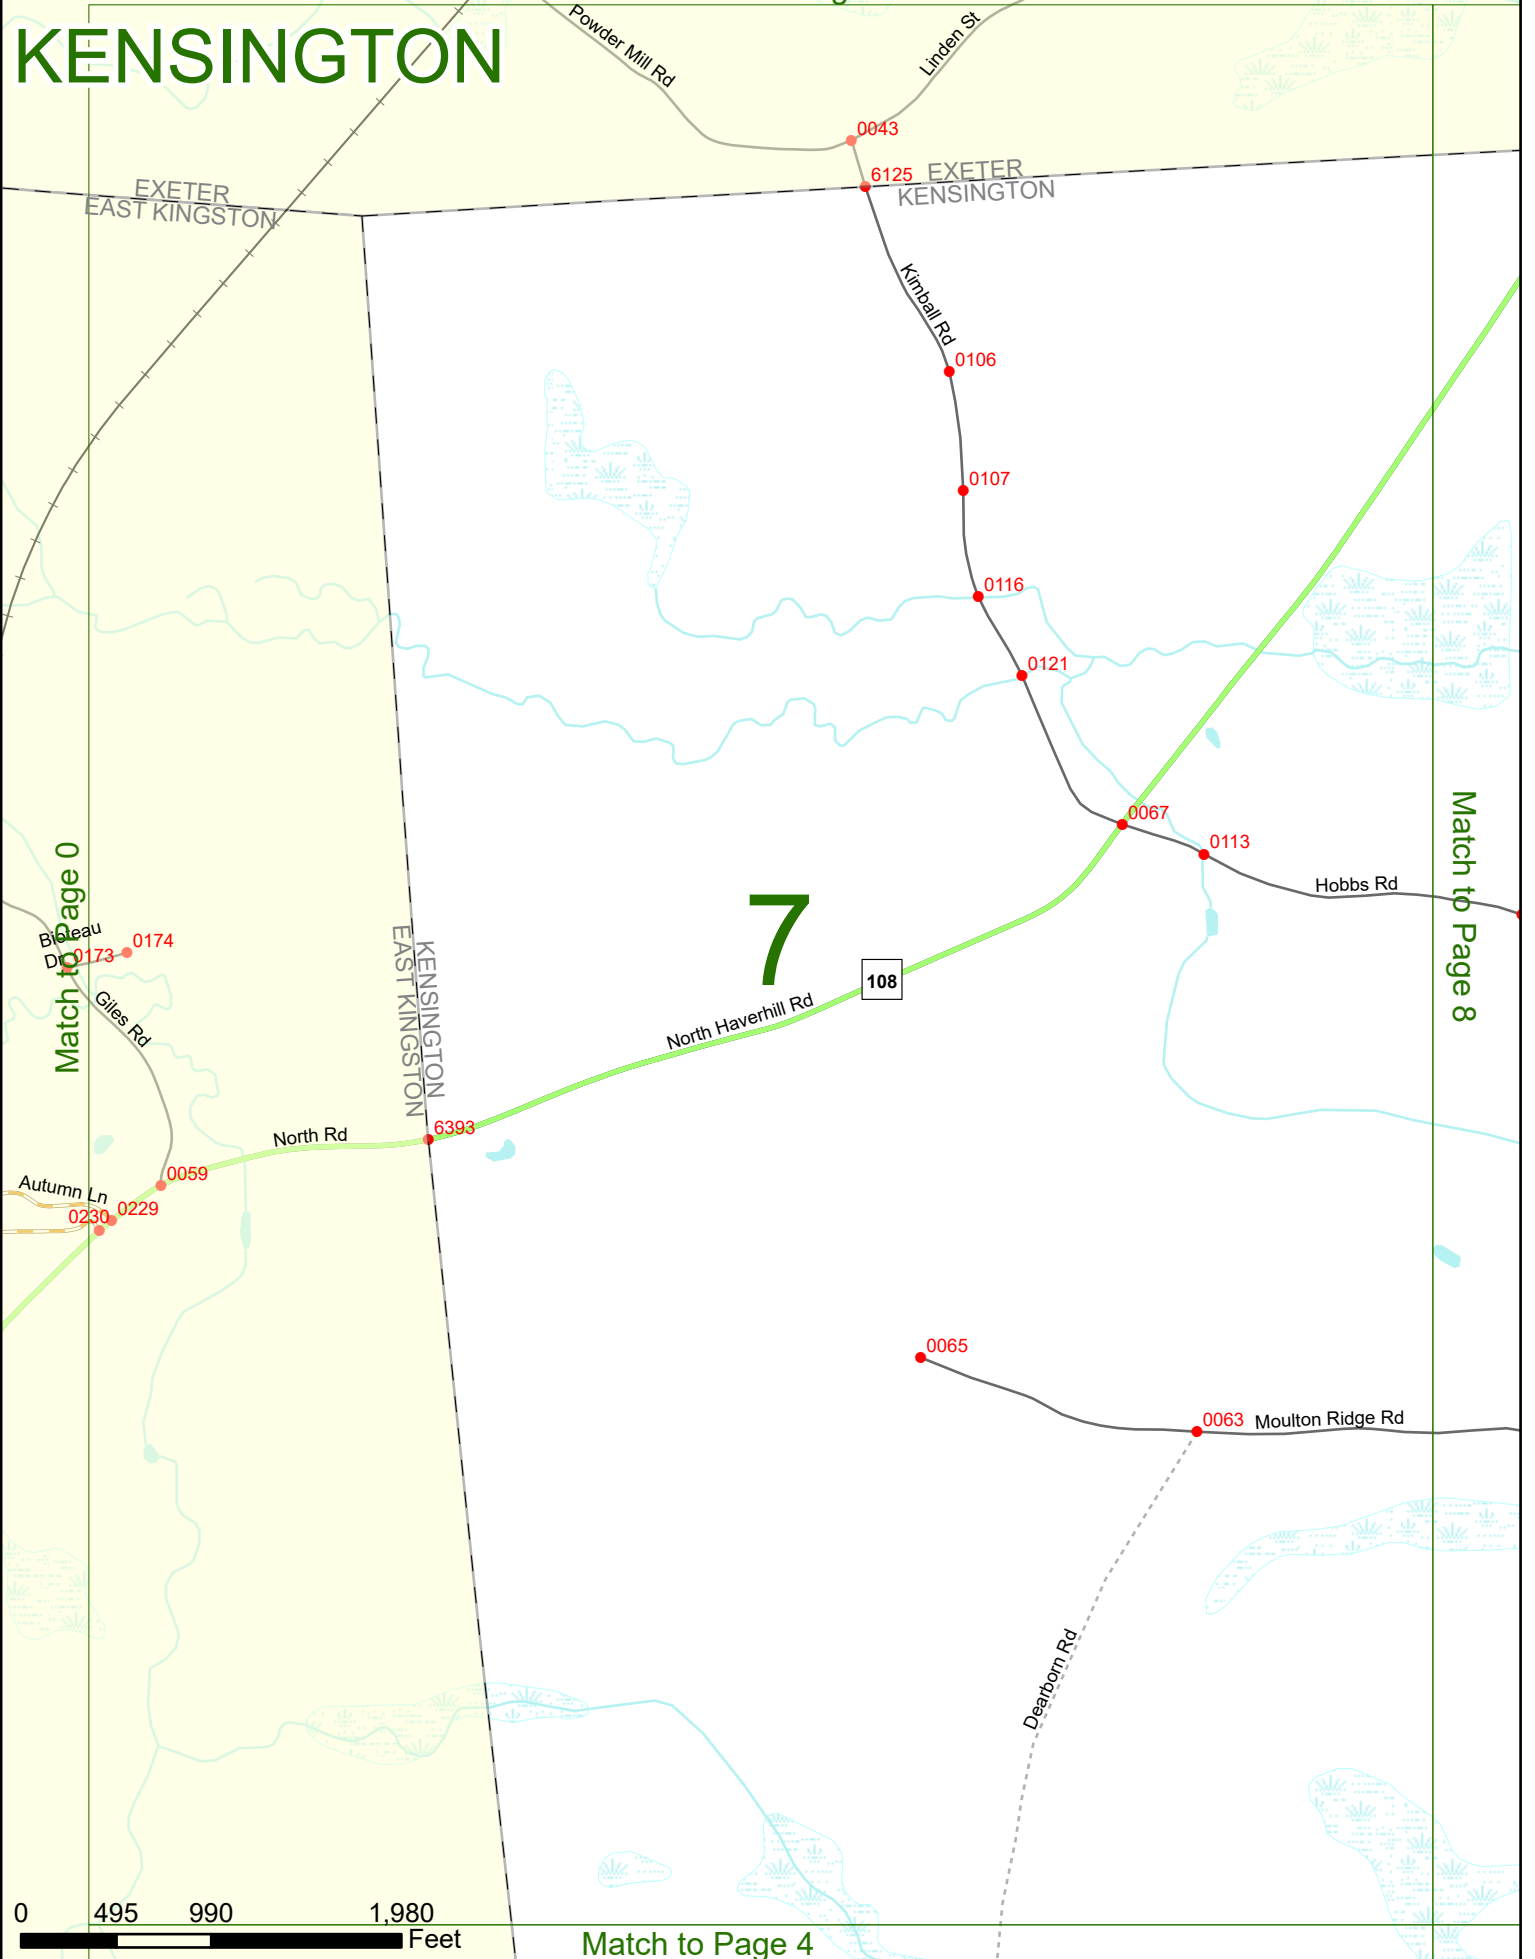 KENSINGTON
Powder Mill Rd
Linden St
0043
6125
EXETER
KENSINGTON
EXETER
EAST KINGSTON
Kimball Rd
0106
0107
0116
0121
0067
0113
Hobbs Rd
Match to Page 8
Match to Page 0
7
Bioteau
Dr
0173
0174
Giles Rd
KENSINGTON
EAST KINGSTON
108
North Haverhill Rd
6393
North Rd
0059
Autumn Ln
0229
0230
0065
0063
Moulton Ridge Rd
Dearborn Rd
0
495
990
1,980
Feet
Match to Page 4